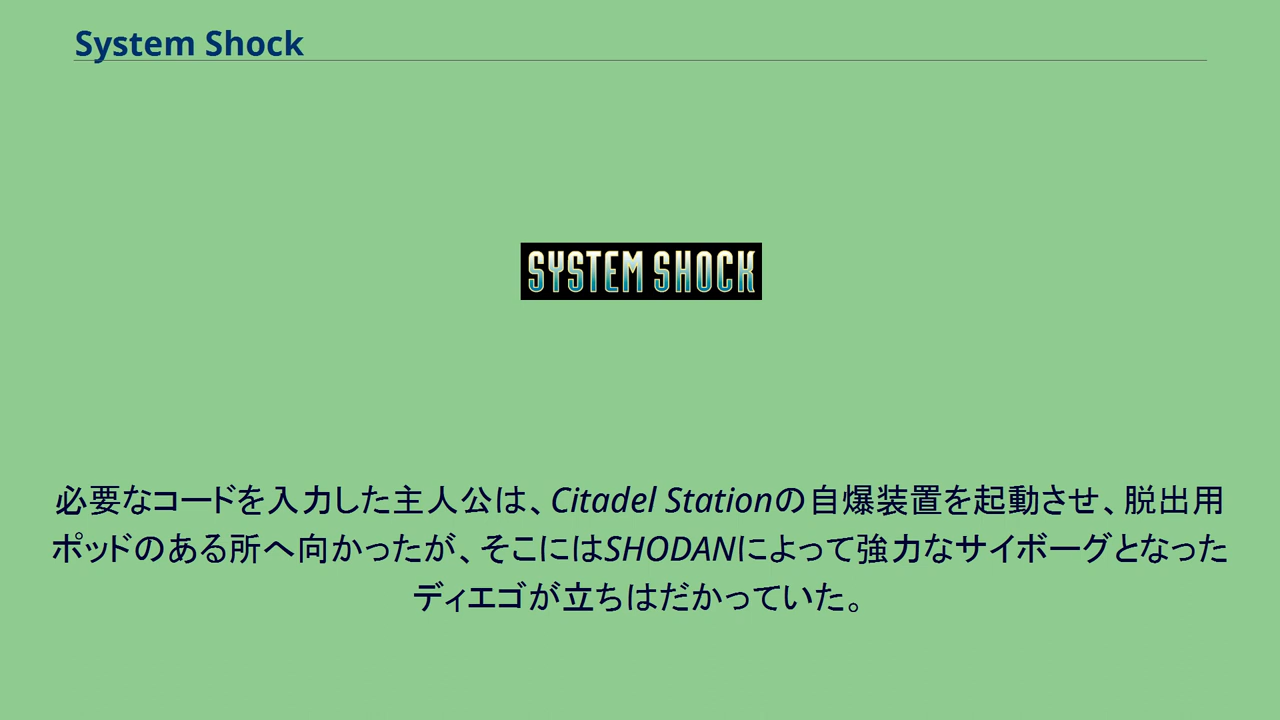 System Shock
SYSTEM SHOCK
必要なコードを入力した主人公は、Citadel Stationの自爆装置を起動させ、脱出用
ポッドのある所へ向かったが、そこにはSHODANによって強力なサイボーグとなった
ディエゴが立ちはだかっていた。